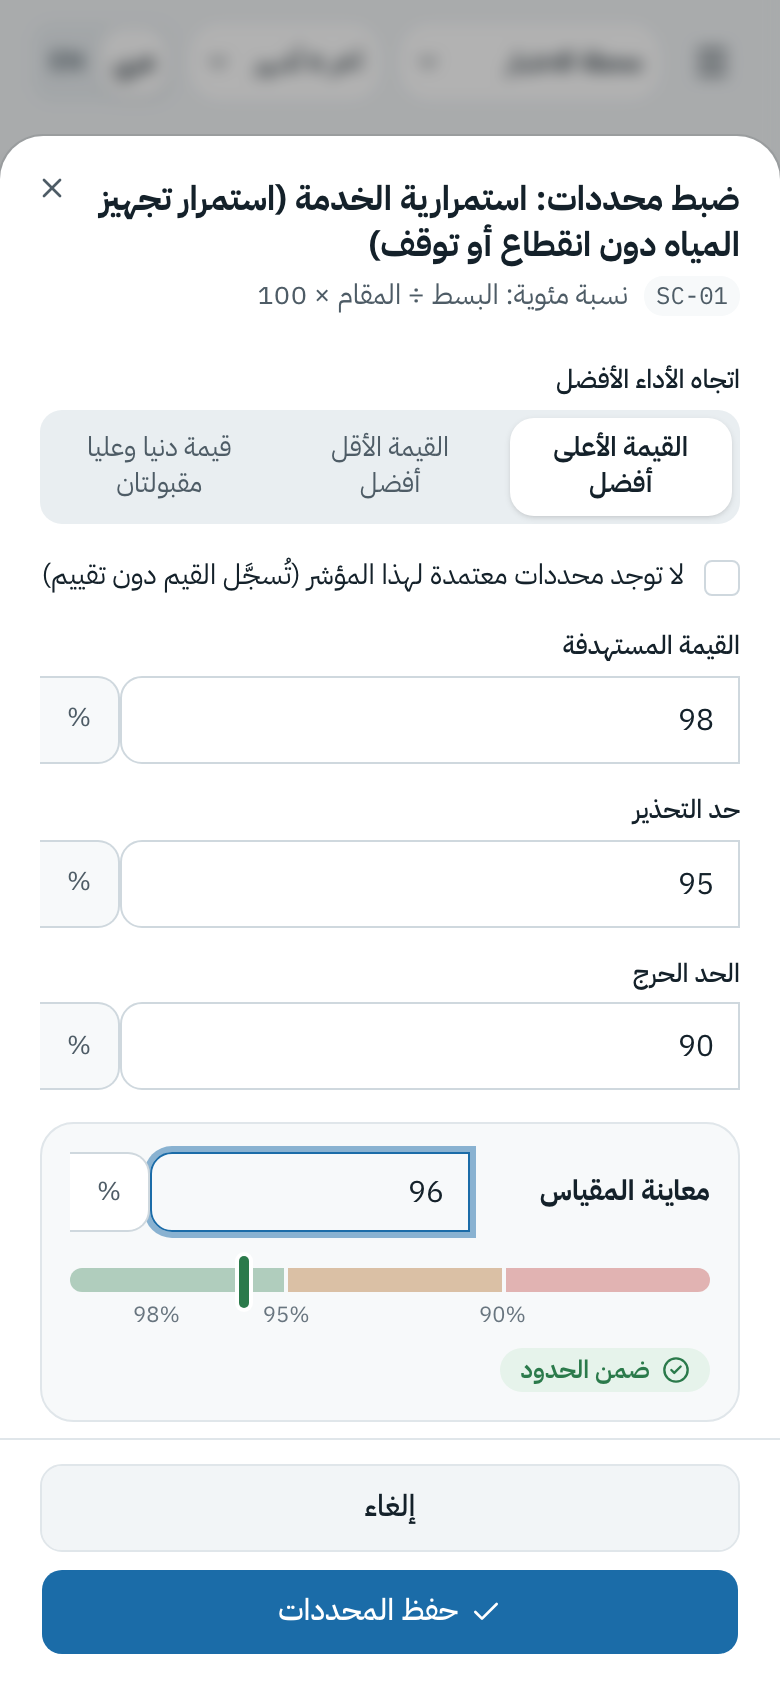 ضبط محددات: استمرارية الخدمة (استمرار تجهيز
المياه دون انقطاع أو توقف)
SC-01 نسبة مئوية: البسط ÷ المقام × 100
اتجاه الأداء الأفضل
القيمة الأعلى
أفضل
القيمة الأقل
أفضل
قيمة دنيا وعليا
مقبولتان
لا توجد محددات معتمدة لهذا المؤشر (تُسجَّل القيم دون تقييم)
القيمة المستهدفة
98 %
حد التحذير
95 %
الحد الحرج
90 %
معاينة المقياس 96 %
90% 95% 98%
ضمن الحدود
إلغاء
حفظ المحددات